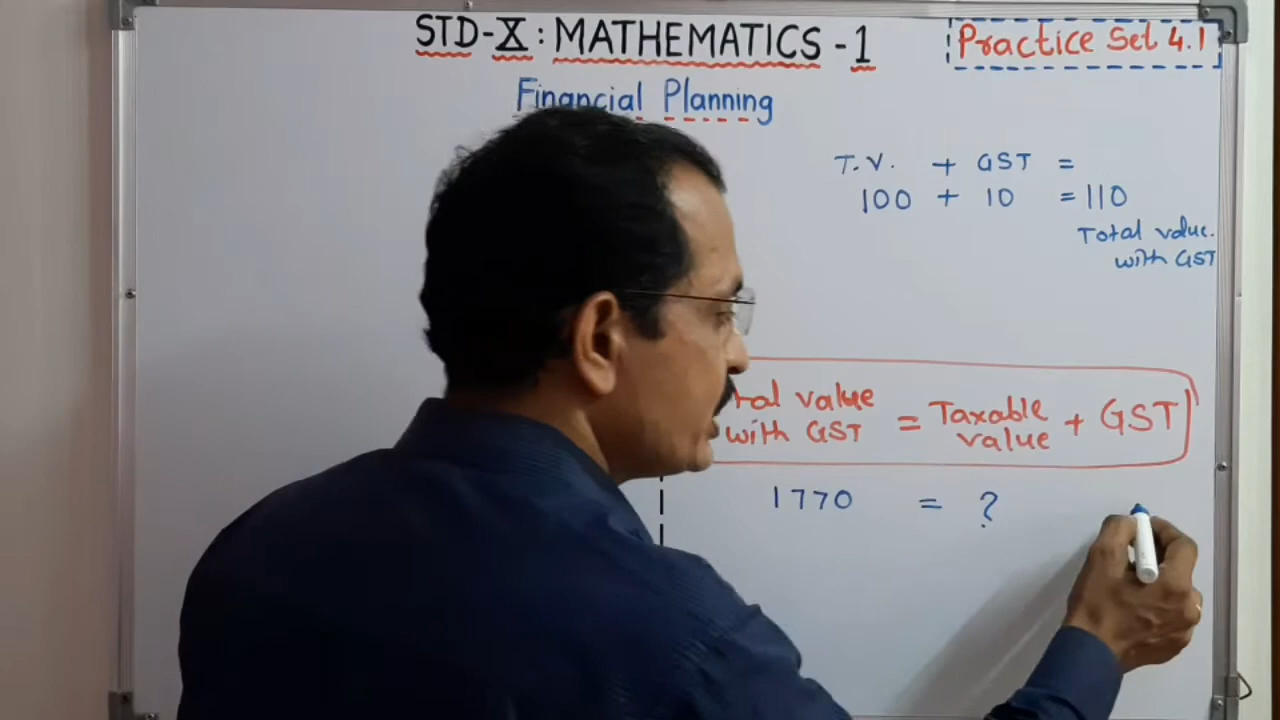 STD-X: MATHEMATICS-1
Practice Set 4.1
Financial Planning
T.V. + GST =
100 + 10 = 110
Total value.
with GST
value = Taxable + GST
with GST value
1770 = ?